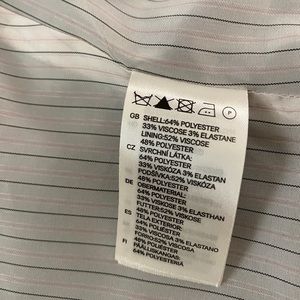 GB SHELL:64% POLYESTER
33% VISCOSE 3% ELASTANE
LINING:52% VISCOSE
48% POLYESTER
CZ SVRCHNÍ LÁTKA:
64% POLYESTER
33% VISKÓZA 3% ELASTAN
PODŠÍVKA:52% VISKÓZA
48% POLYESTER
DE OBERMATERIAL:
64% POLYESTER
33% VISKOSE 3% ELASTHAN
FUTTER:52% VISKOSE
48% POLYESTER
ES TELA EXTERIOR:
64% POLIÉSTER
33% VISCOSA 3% ELASTANO
FORRO:52% VISCOSA
48% POLIÉSTER
FI PÄÄLLIKANGAS:
64% POLYESTERIA